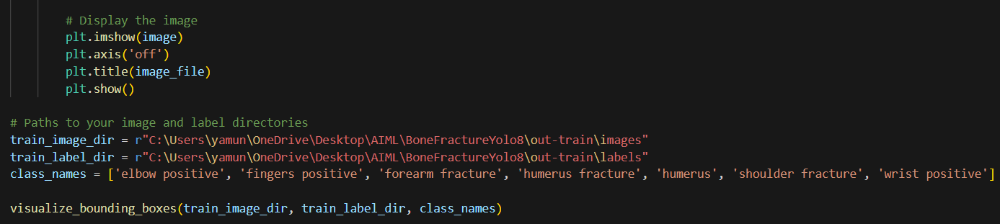 # Display the image
plt.imshow(image)
plt.axis('off')
plt.title(image_file)
plt.show()
# Paths to your image and label directories
train_image_dir = r"C:\Users\yamun\OneDrive\Desktop\AIML\BoneFractureYolo8\out-train\images"
train_label_dir = r"C:\Users\yamun\OneDrive\Desktop\AIML\BoneFractureYolo8\out-train\labels"
class_names = ['elbow positive', 'fingers positive', 'forearm fracture', 'humerus fracture', 'humerus', 'shoulder fracture', 'wrist positive']
visualize_bounding_boxes(train_image_dir, train_label_dir, class_names)